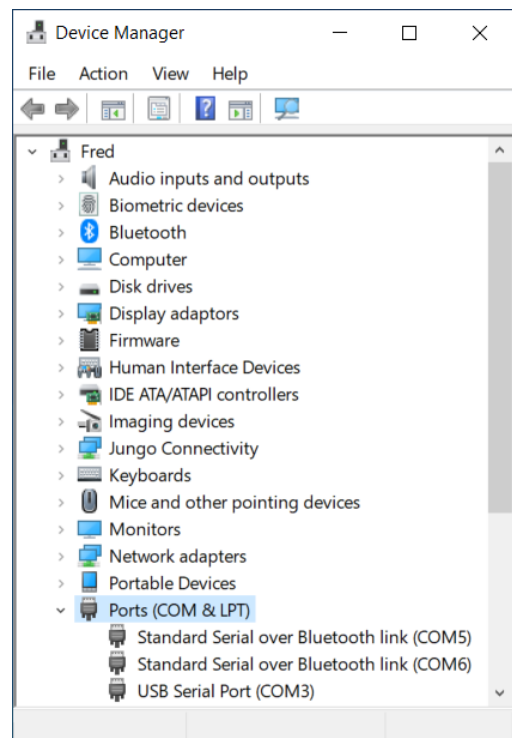 Device Manager
File Action View Help
Fred
Audio inputs and outputs
Biometric devices
Bluetooth
Computer
Disk drives
Display adaptors
Firmware
Human Interface Devices
IDE ATA/ATAPI controllers
Imaging devices
Jungo Connectivity
Keyboards
Mice and other pointing devices
Monitors
Network adapters
Portable Devices
Ports (COM & LPT)
Standard Serial over Bluetooth link (COM5)
Standard Serial over Bluetooth link (COM6)
USB Serial Port (COM3)